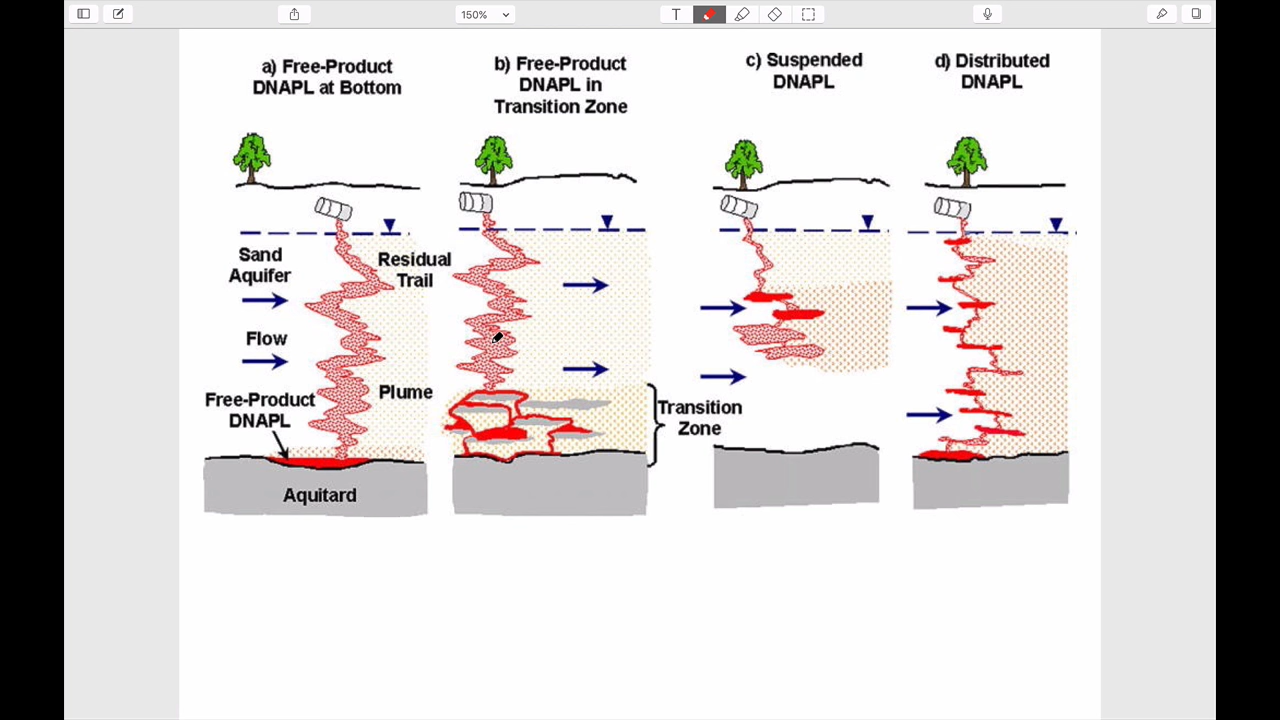 150%
T
a) Free-Product
DNAPL at Bottom
b) Free-Product
DNAPL in
Transition Zone
c) Suspended
DNAPL
d) Distributed
DNAPL
Sand
Aquifer
Residual
Trail
Flow
Plume
Free-Product
DNAPL
Transition
Zone
Aquitard